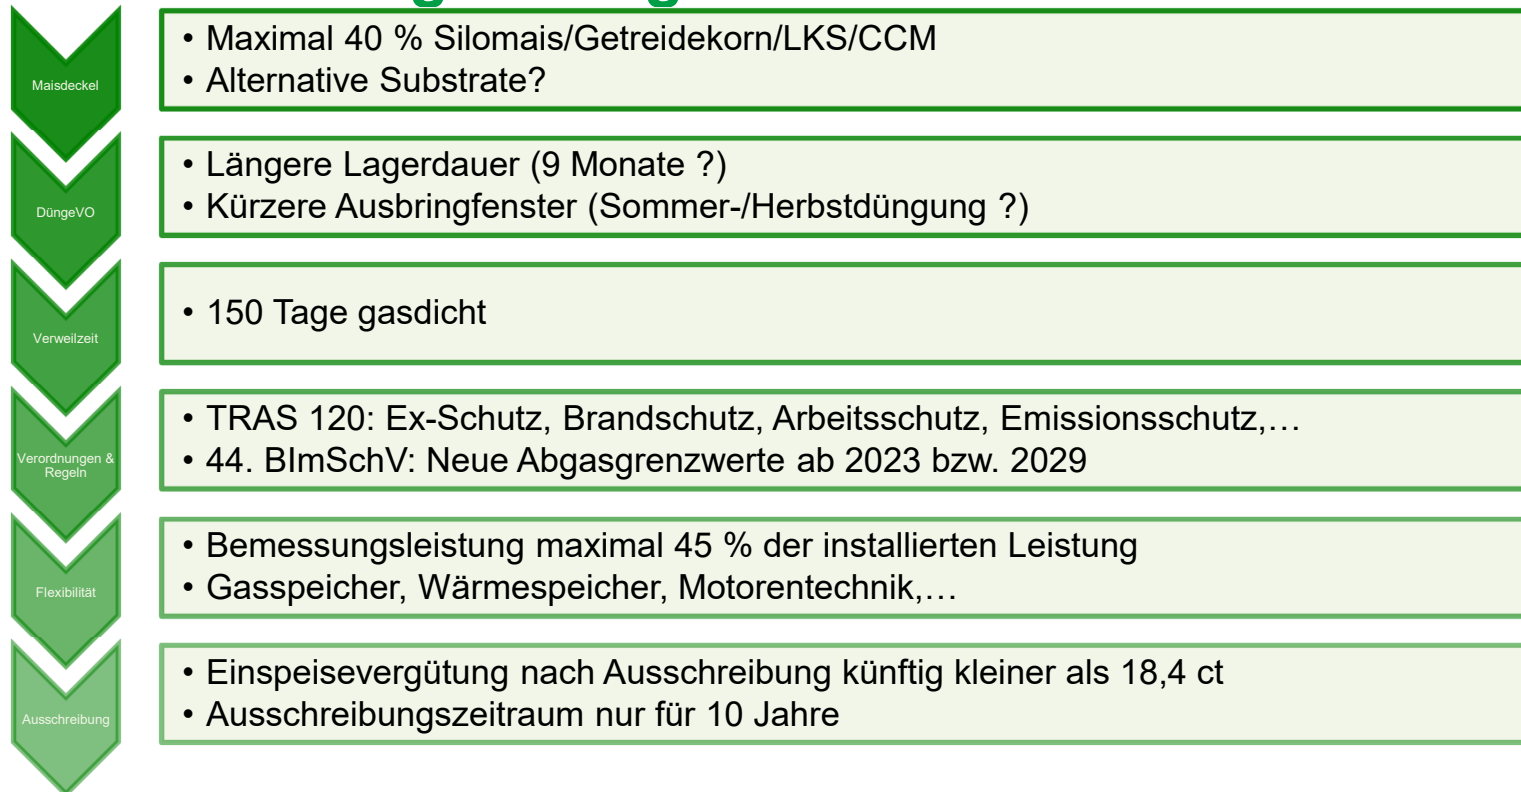 Maisdeckel
• Maximal 40 % Silomais/Getreidekorn/LKS/CCM
• Alternative Substrate?
DüngeVO
• Längere Lagerdauer (9 Monate ?)
• Kürzere Ausbringfenster (Sommer-/Herbstdüngung ?)
Verweilzeit
• 150 Tage gasdicht
Verordnungen &
Regeln
• TRAS 120: Ex-Schutz, Brandschutz, Arbeitsschutz, Emissionsschutz,…
• 44. BImSchV: Neue Abgasgrenzwerte ab 2023 bzw. 2029
Flexibilität
• Bemessungsleistung maximal 45 % der installierten Leistung
• Gasspeicher, Wärmespeicher, Motorentechnik,…
Ausschreibung
• Einspeisevergütung nach Ausschreibung künftig kleiner als 18,4 ct
• Ausschreibungszeitraum nur für 10 Jahre